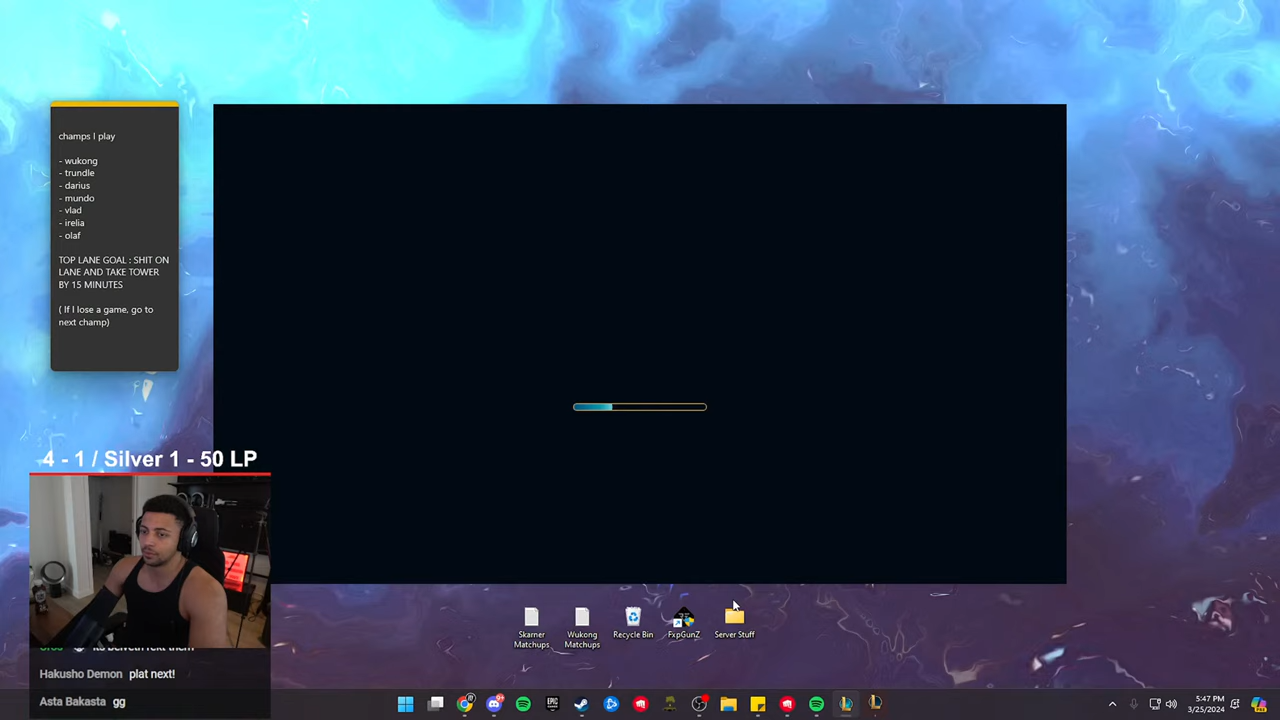 champs I play
- wukong
- trundle
- darius
- mundo
- vlad
- irelia
- olaf
TOP LANE GOAL : SHIT ON
LANE AND TAKE TOWER
BY 15 MINUTES
( If I lose a game, go to
next champ)
4 - 1 / Silver 1 - 50 LP
Hakusho Demon plat next!
Asta Bakasta gg
Skarner
Matchups
Wukong
Matchups
Recycle Bin
FxpGunZ
Server Stuff
5:47 PM
3/25/2024